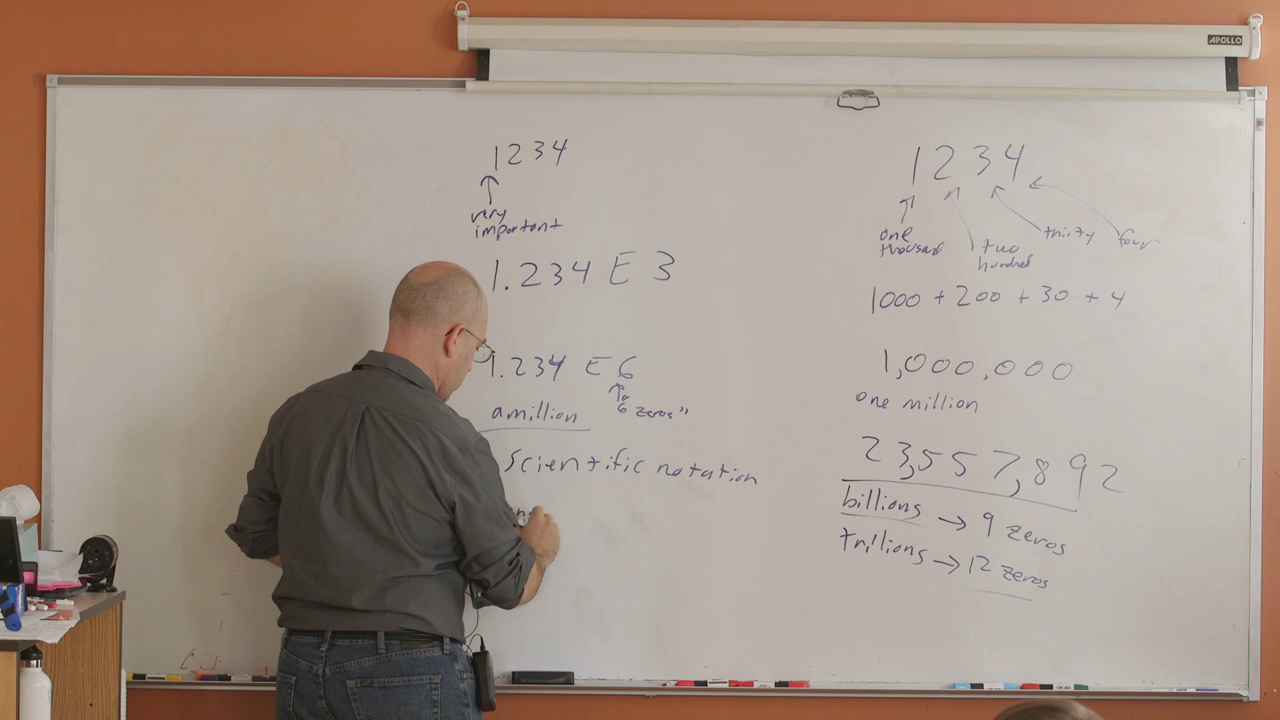 APOLLO
1234
very
important
1.234 E 3
1.234 E6
6 zeros"
a million
Scientific notation
1234
one
thousand
two
hundred
thirty
four
1000 + 200 + 30 + 4
1,000,000
one million
23,557,892
billions → 9 zeros
trillions → 12 zeros